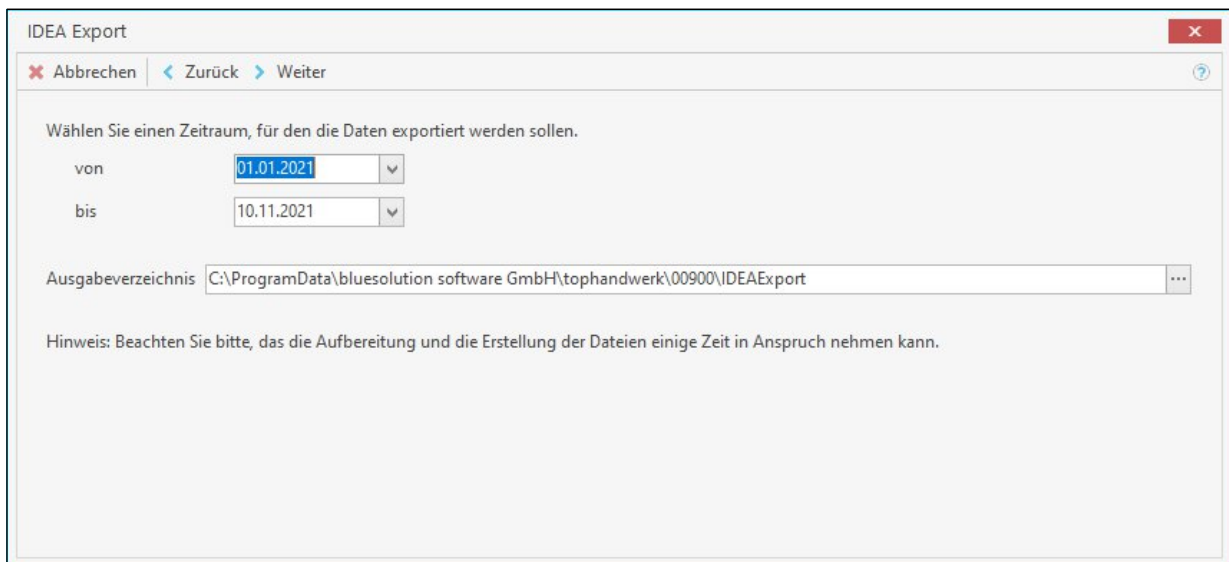 IDEA Export
Abbrechen Zurück Weiter
Wählen Sie einen Zeitraum, für den die Daten exportiert werden sollen.
von 01.01.2021
bis 10.11.2021
Ausgabeverzeichnis C:\ProgramData\bluesolution software GmbH\tophandwerk\00900\IDEAExport ...
Hinweis: Beachten Sie bitte, das die Aufbereitung und die Erstellung der Dateien einige Zeit in Anspruch nehmen kann.